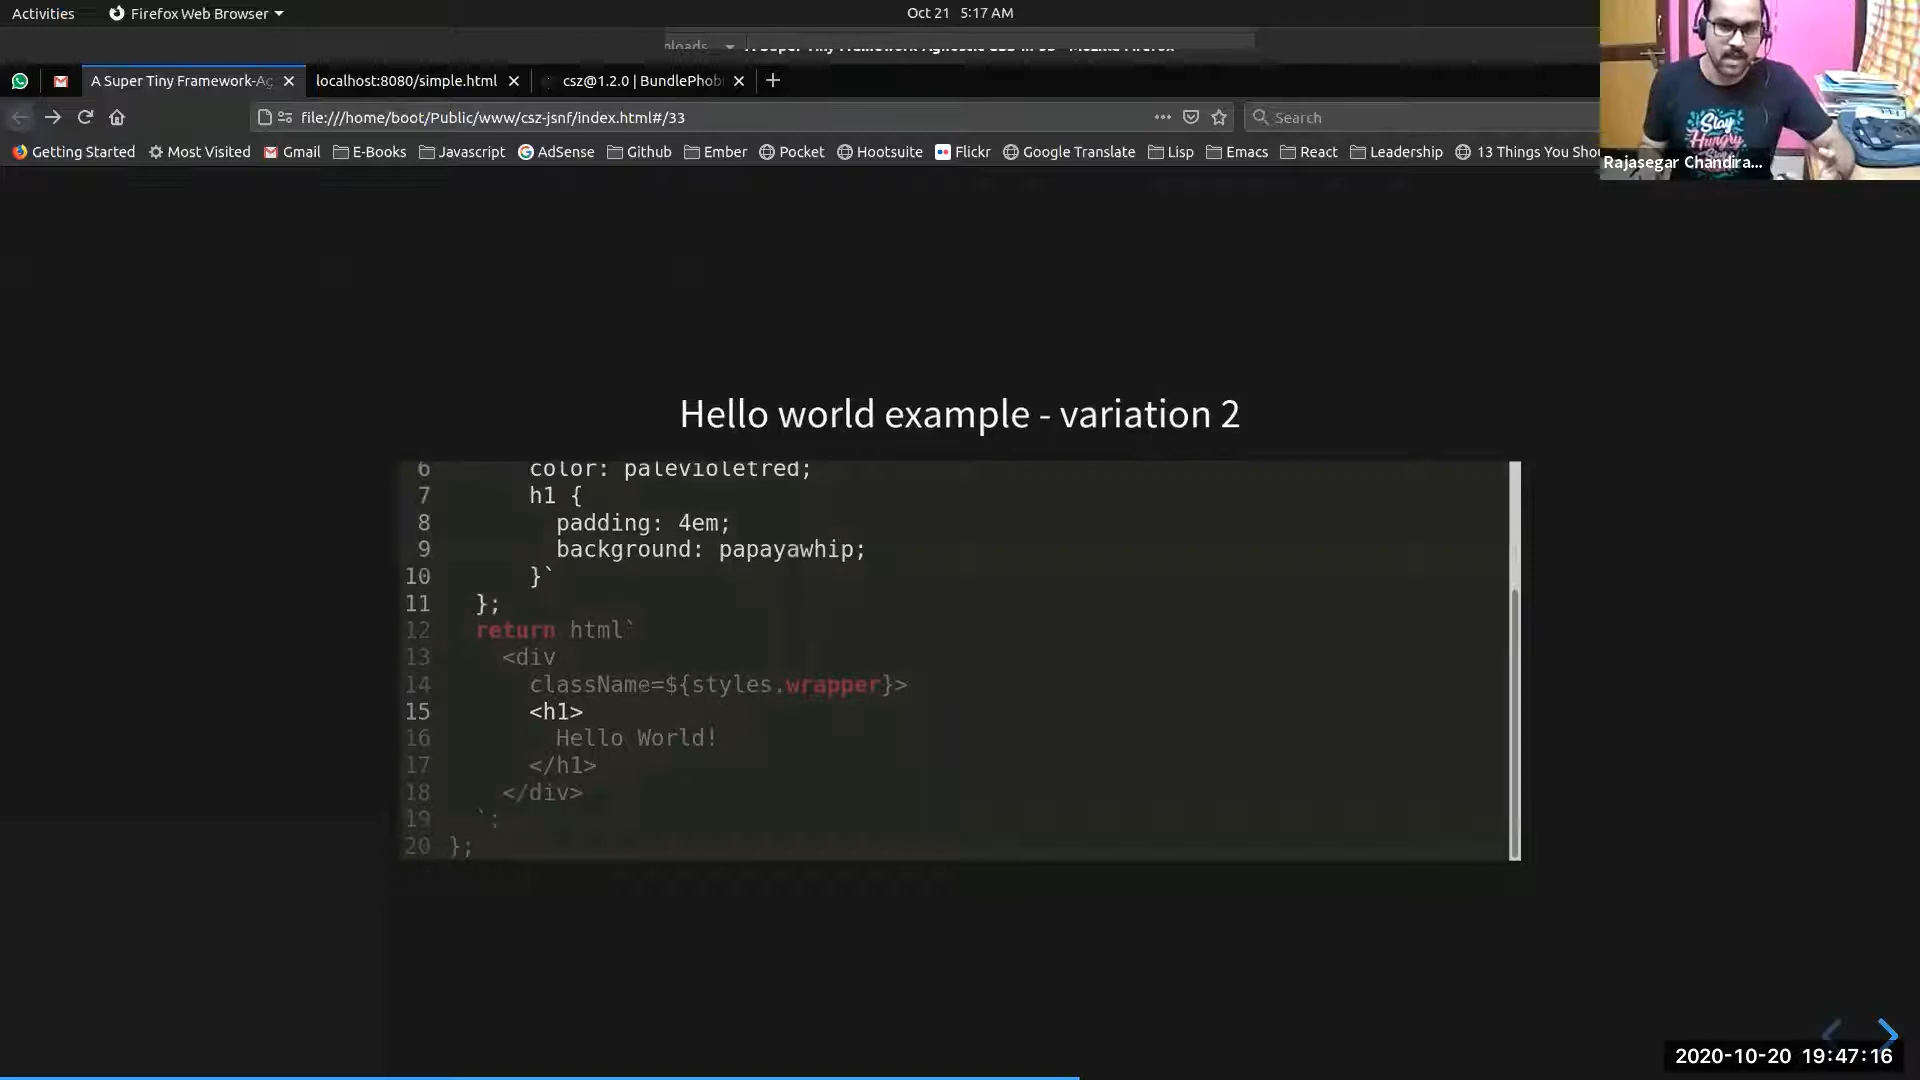 Activities
Firefox Web Browser
Oct 21 5:17 AM
A Super Tiny Framework-Ag
localhost:8080/simple.html
csz@1.2.0 | BundlePhob
file:///home/boot/Public/www/csz-jsnf/index.html#/33
Search
Getting Started
Most Visited
Gmail
E-Books
Javascript
AdSense
Github
Ember
Pocket
Hootsuite
Flickr
Google Translate
Lisp
Emacs
React
Leadership
13 Things You Shou
Stay
Hungry
Rajasegar Chandira...
Hello world example - variation 2
6 color: palevioletred;
7 h1 {
8 padding: 4em;
9 background: papayawhip;
10 }`
11 };
12 return html`
13 <div
14 className=${styles.wrapper}>
15 <h1>
16 Hello World!
17 </h1>
18 </div>
19 `;
20 };
2020-10-20 19:47:16